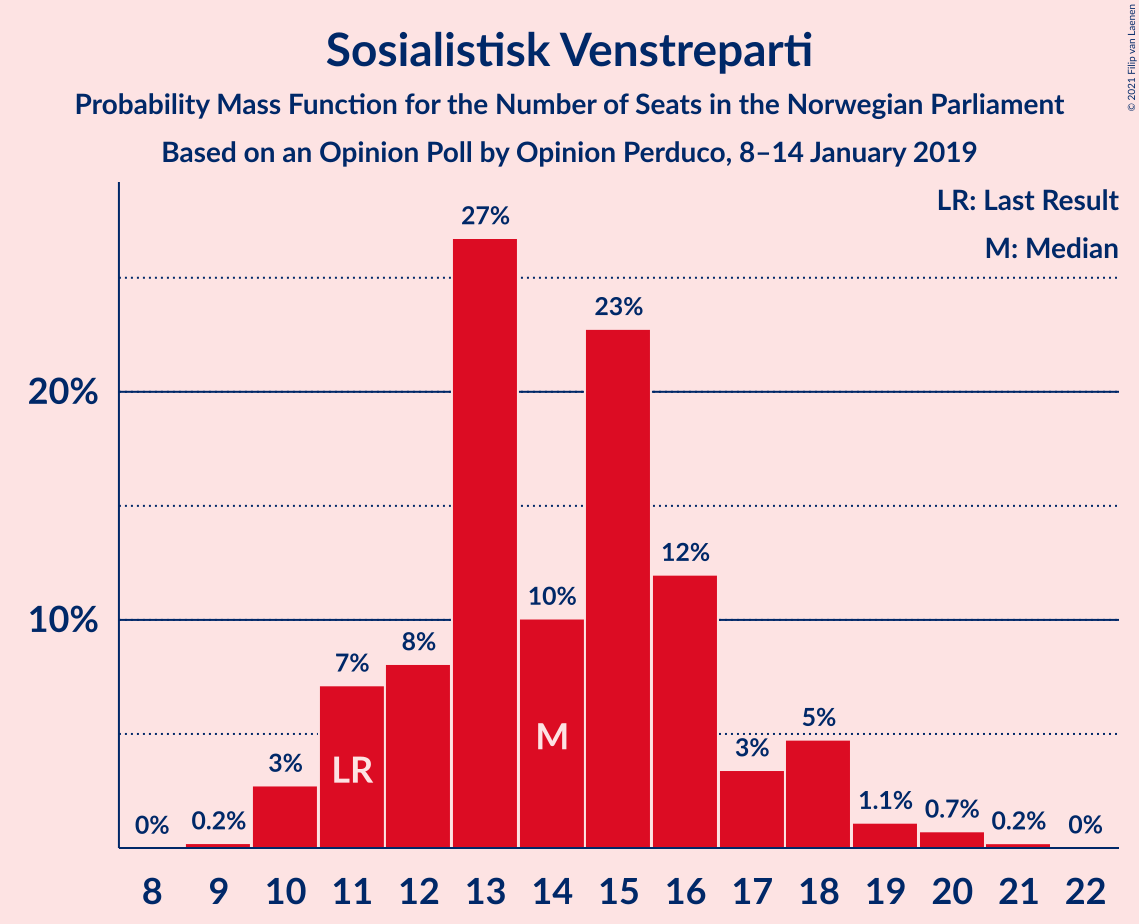 Sosialistisk Venstreparti
Probability Mass Function for the Number of Seats in the Norwegian Parliament
Based on an Opinion Poll by Opinion Perduco, 8–14 January 2019
© 2021 Filip van Laenen
LR: Last Result
M: Median
20%
10%
0%
0.2%
3%
7%
8%
27%
10%
23%
12%
3%
5%
1.1%
0.7%
0.2%
0%
LR
M
8 9 10 11 12 13 14 15 16 17 18 19 20 21 22